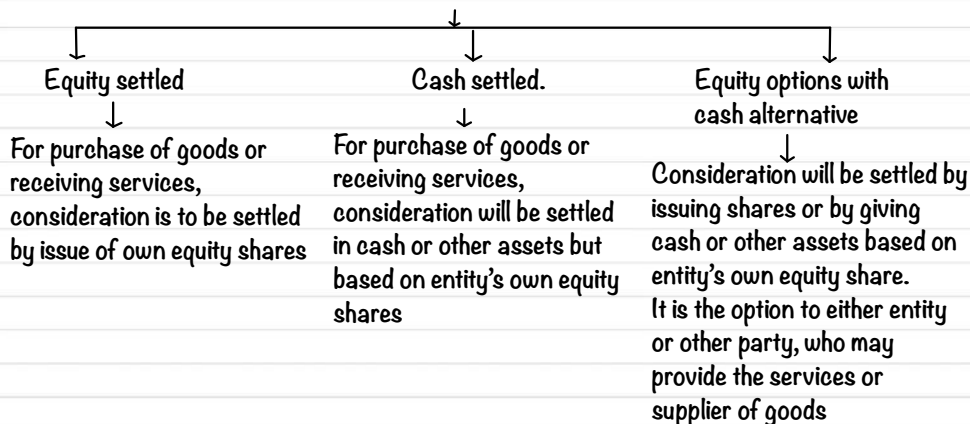 Equity settled
For purchase of goods or
receiving services,
consideration is to be settled
by issue of own equity shares
Cash settled.
For purchase of goods or
receiving services,
consideration will be settled
in cash or other assets but
based on entity's own equity
shares
Equity options with
cash alternative
Consideration will be settled by
issuing shares or by giving
cash or other assets based on
entity's own equity share.
It is the option to either entity
or other party, who may
provide the services or
supplier of goods